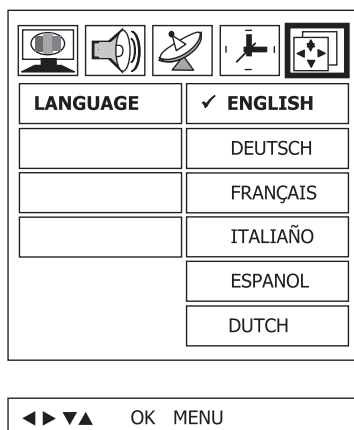 LANGUAGE ✓ ENGLISH
DEUTSCH
FRANÇAIS
ITALIAÑO
ESPANOL
DUTCH
◀ ▶ ▼▲ OK MENU